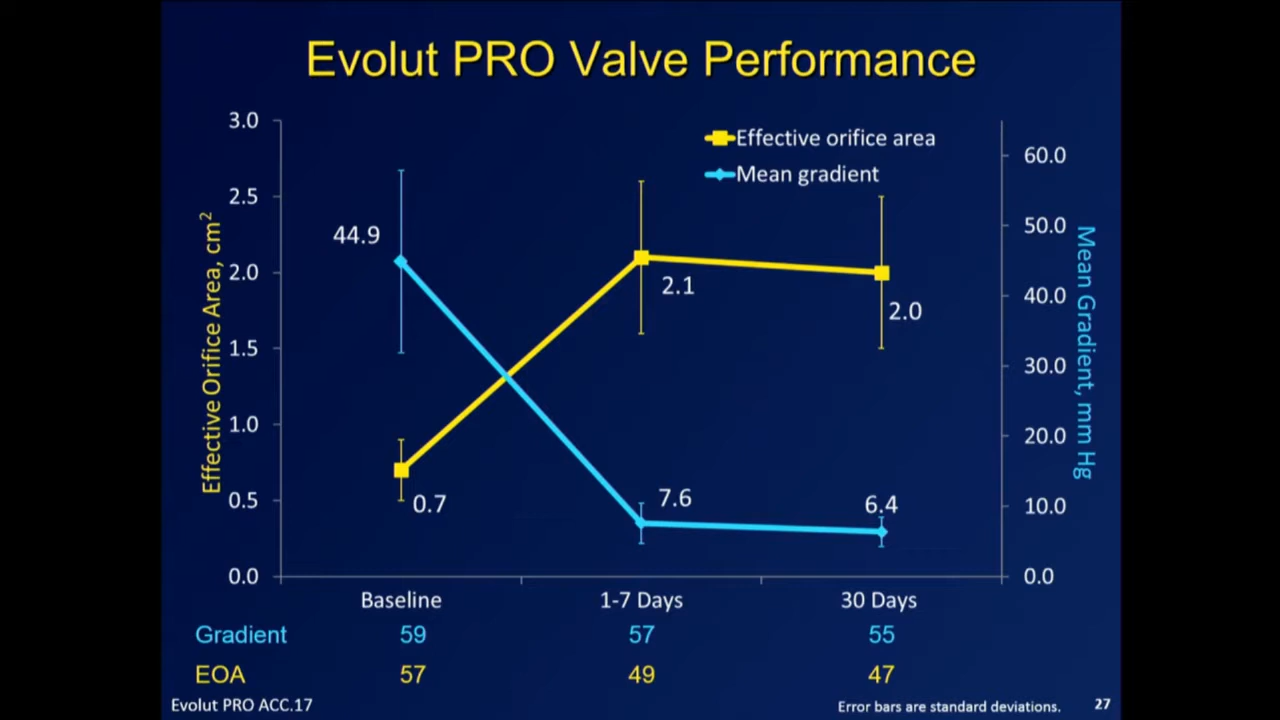 Evolut PRO Valve Performance
Effective orifice area
Mean gradient
Effective Orifice Area, cm²
3.0
2.5
2.0
1.5
1.0
0.5
0.0
Mean Gradient, mm Hg
60.0
50.0
40.0
30.0
20.0
10.0
0.0
44.9
0.7
2.1
7.6
2.0
6.4
Baseline 1-7 Days 30 Days
Gradient 59 57 55
EOA 57 49 47
Evolut PRO ACC.17
Error bars are standard deviations.
27